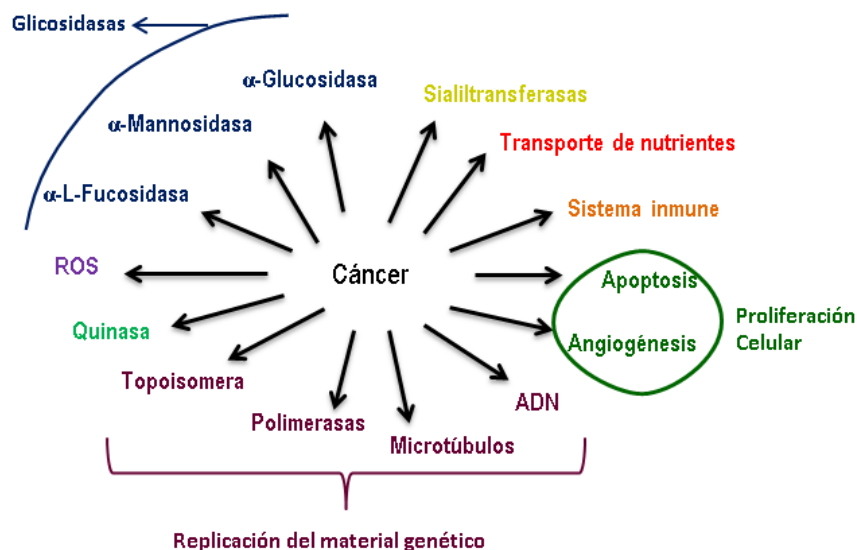 Glicosidasas
α-Glucosidasa
Sialiltransferasas
α-Mannosidasa
Transporte de nutrientes
α-L-Fucosidasa
Sistema inmune
ROS
Cáncer
Apoptosis
Quinasa
Angiogénesis
Proliferación
Celular
Topoisomera
ADN
Polimerasas
Microtúbulos
Replicación del material genético